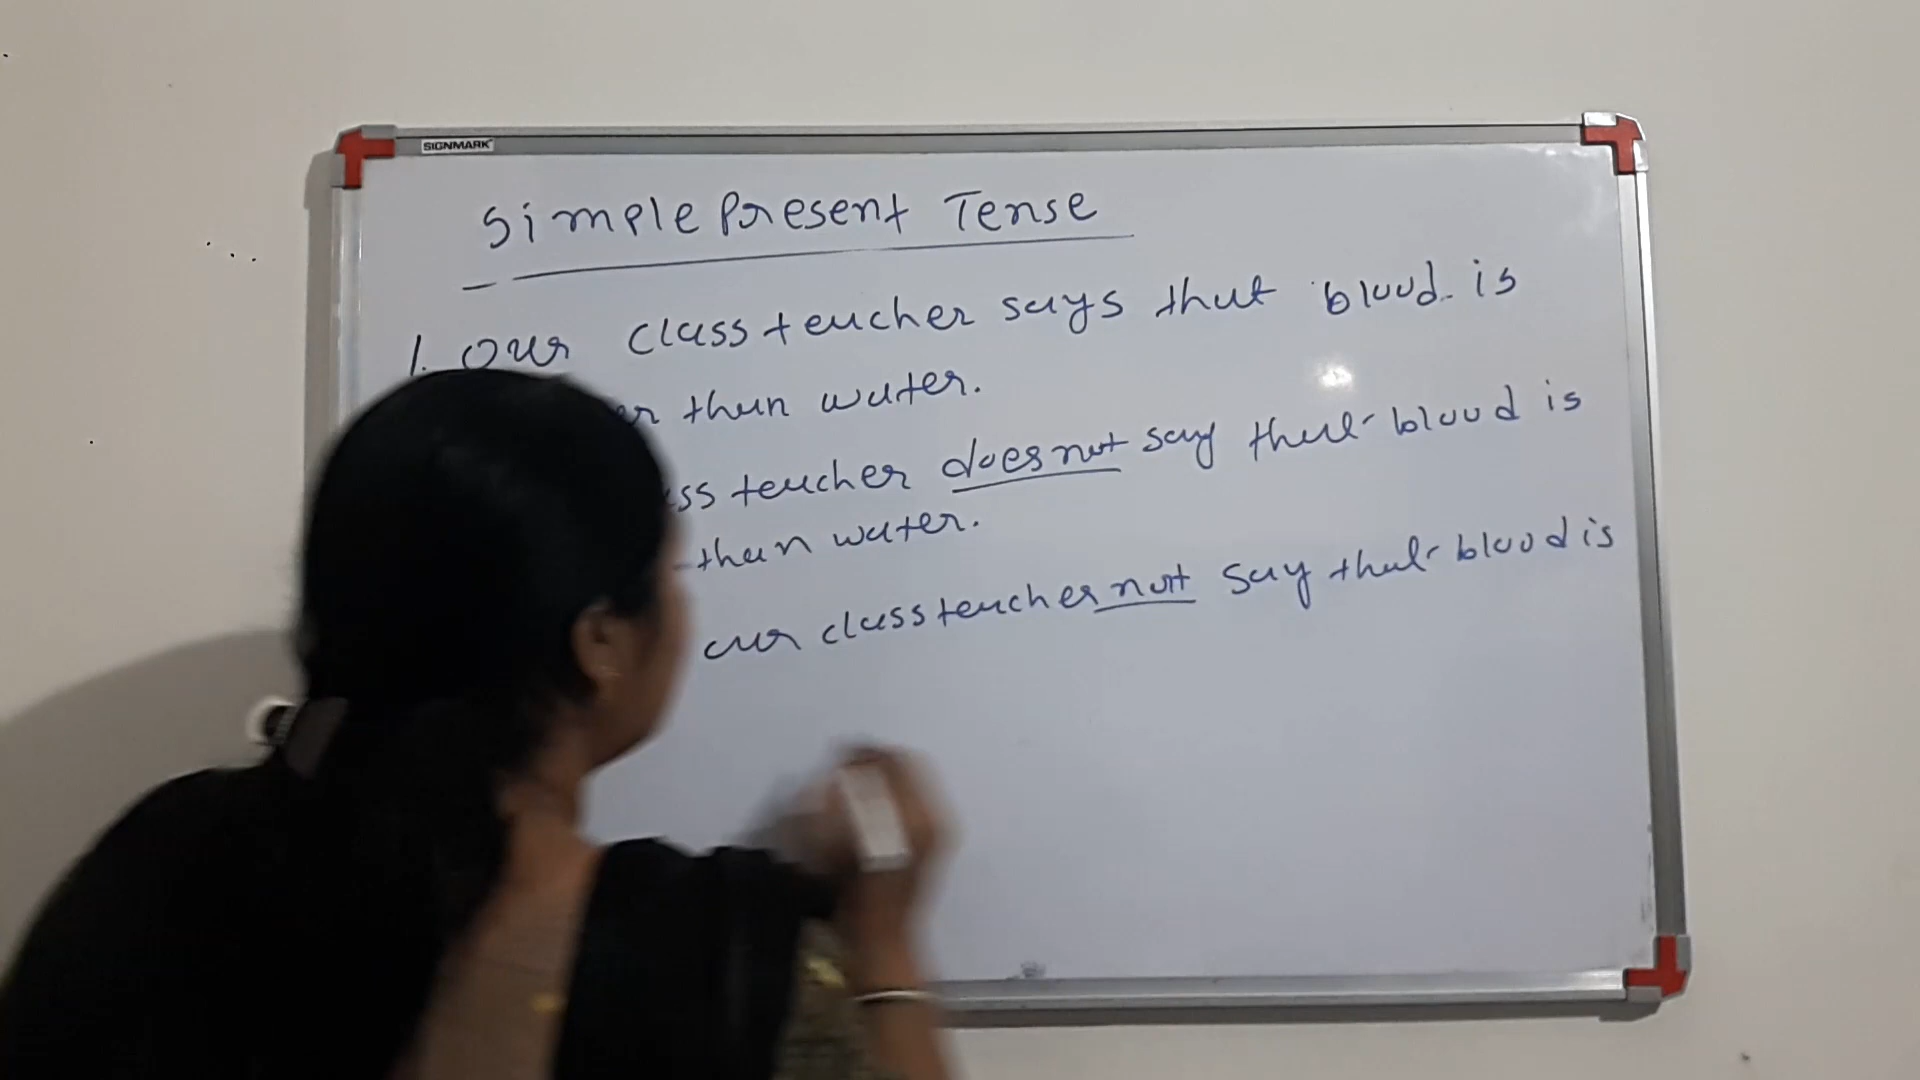 SIGNMARK
Simple Present Tense
1. Our class teacher says that blood is
than water.
teacher does not say that blood is
than water.
our class teacher not say that blood is